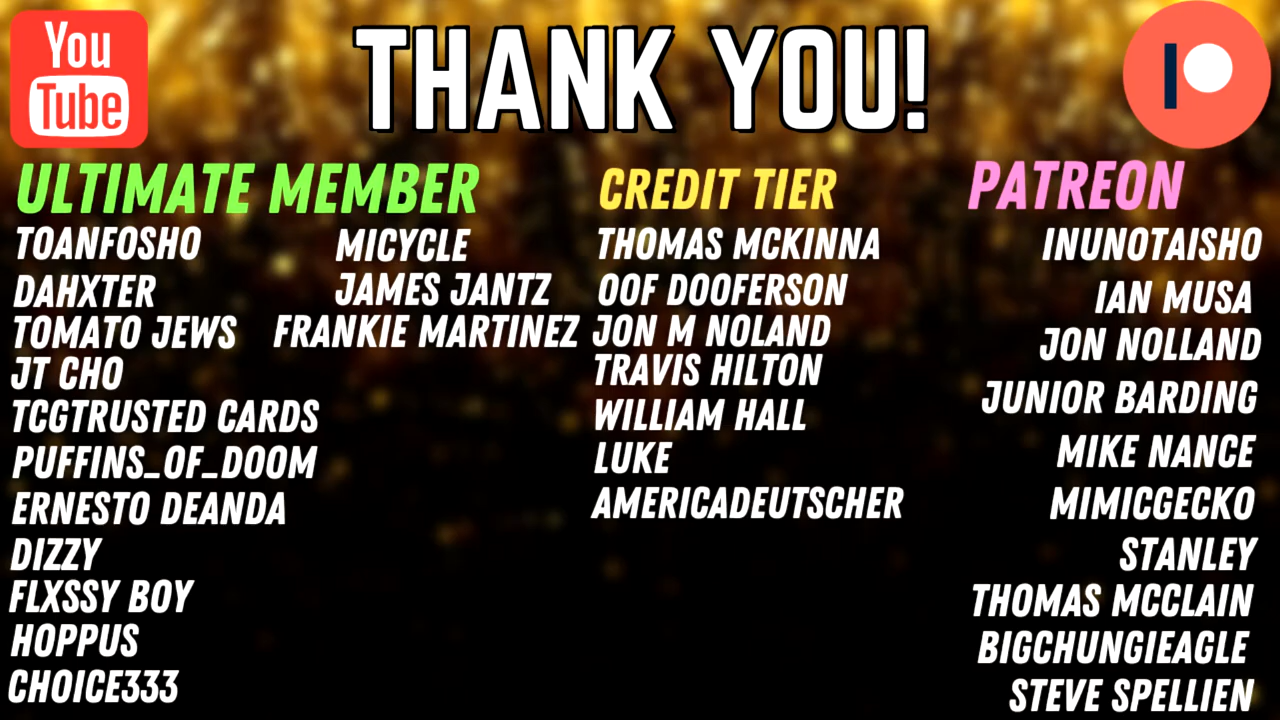 You
Tube
THANK YOU!
ULTIMATE MEMBER
TOANFOSHO
DAHXTER
TOMATO JEWS
JT CHO
TCGTRUSTED CARDS
PUFFINS_OF_DOOM
ERNESTO DEANDA
DIZZY
FLXSSY BOY
HOPPUS
CHOICE333
MICYCLE
JAMES JANTZ
FRANKIE MARTINEZ
CREDIT TIER
THOMAS MCKINNA
OOF DOOFERSON
JON M NOLAND
TRAVIS HILTON
WILLIAM HALL
LUKE
AMERICADEUTSCHER
PATREON
INUNOTAISHO
IAN MUSA
JON NOLLAND
JUNIOR BARDING
MIKE NANCE
MIMICGECKO
STANLEY
THOMAS MCCLAIN
BIGCHUNGIEAGLE
STEVE SPELLIEN